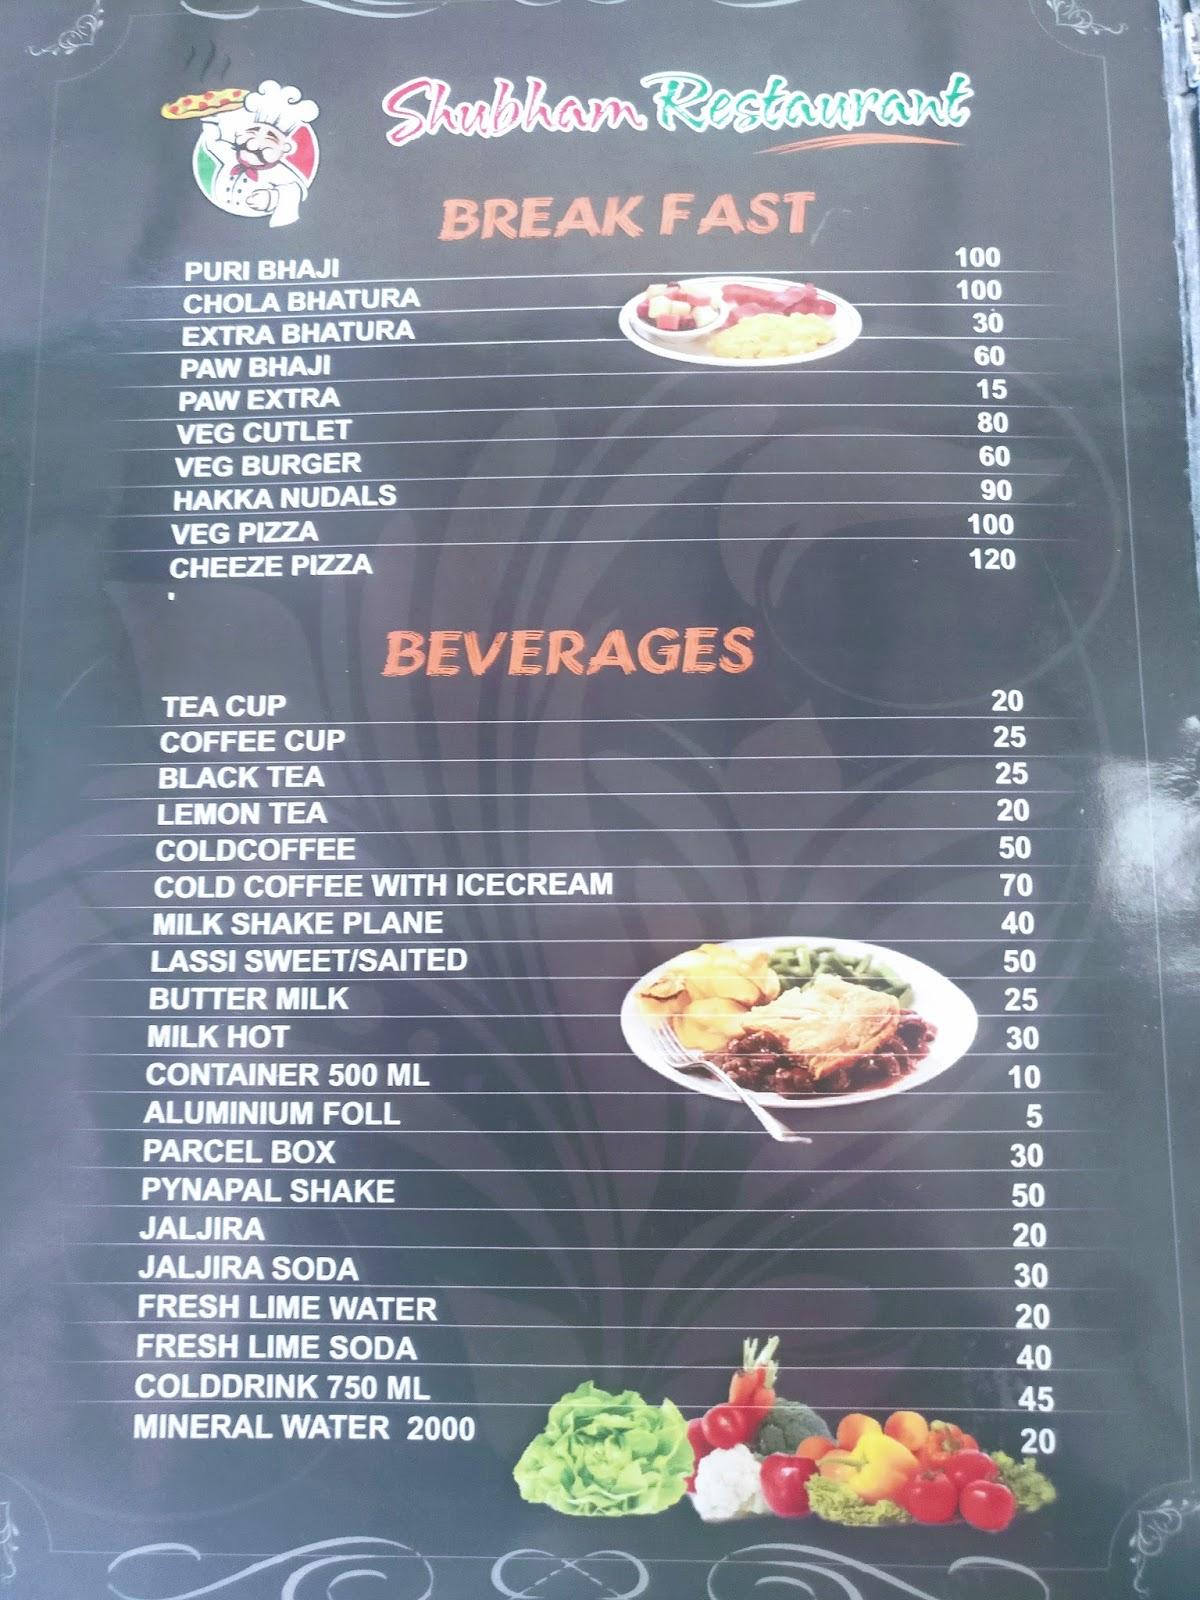 Shubham Restaurant
BREAK FAST
PURI BHAJI 100
CHOLA BHATURA 100
EXTRA BHATURA 30
PAW BHAJI 60
PAW EXTRA 15
VEG CUTLET 80
VEG BURGER 60
HAKKA NUDALS 90
VEG PIZZA 100
CHEEZE PIZZA 120
BEVERAGES
TEA CUP 20
COFFEE CUP 25
BLACK TEA 25
LEMON TEA 20
COLDCOFFEE 50
COLD COFFEE WITH ICECREAM 70
MILK SHAKE PLANE 40
LASSI SWEET/SAITED 50
BUTTER MILK 25
MILK HOT 30
CONTAINER 500 ML 10
ALUMINIUM FOLL 5
PARCEL BOX 30
PYNAPAL SHAKE 50
JALJIRA 20
JALJIRA SODA 30
FRESH LIME WATER 20
FRESH LIME SODA 40
COLDDRINK 750 ML 45
MINERAL WATER 2000 20